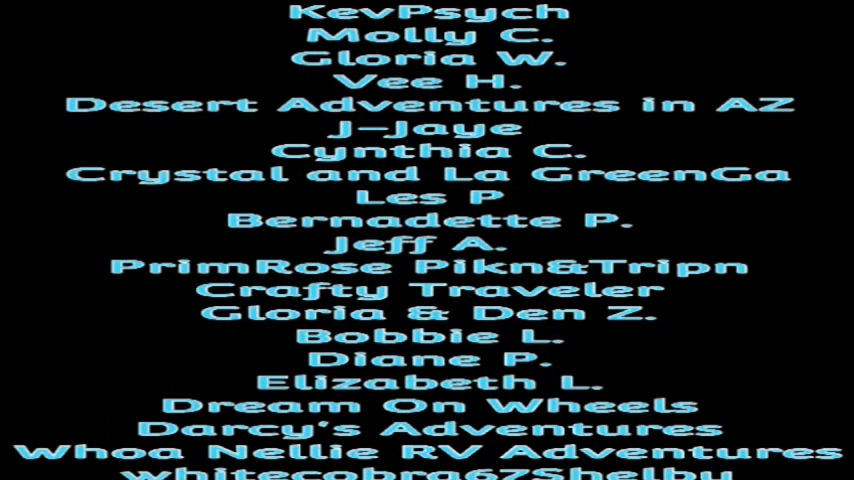 KevPsych
Molly C.
Gloria W.
Vee H.
Desert Adventures in AZ
J-Jaye
Cynthia C.
Crystal and La GreenGa
Les P
Bernadette P.
Jeff A.
PrimRose Pikn&Tripn
Crafty Traveler
Gloria & Den Z.
Bobbie L.
Diane P.
Elizabeth L.
Dream On Wheels
Darcy's Adventures
Whoa Nellie RV Adventures
whitecobra67Shelby